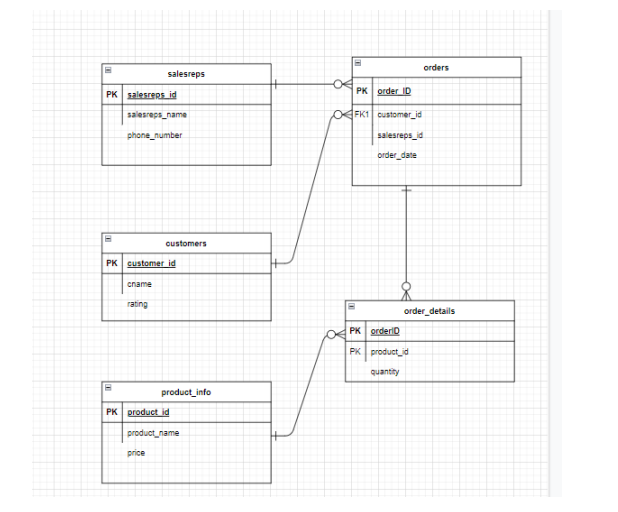 salesreps
PK salesreps_id
salesreps_name
phone_number
orders
PK order_ID
FK1 customer_id
salesreps_id
order_date
customers
PK customer_id
cname
rating
order_details
PK orderID
PK product_id
quantity
product_info
PK product_id
product_name
price